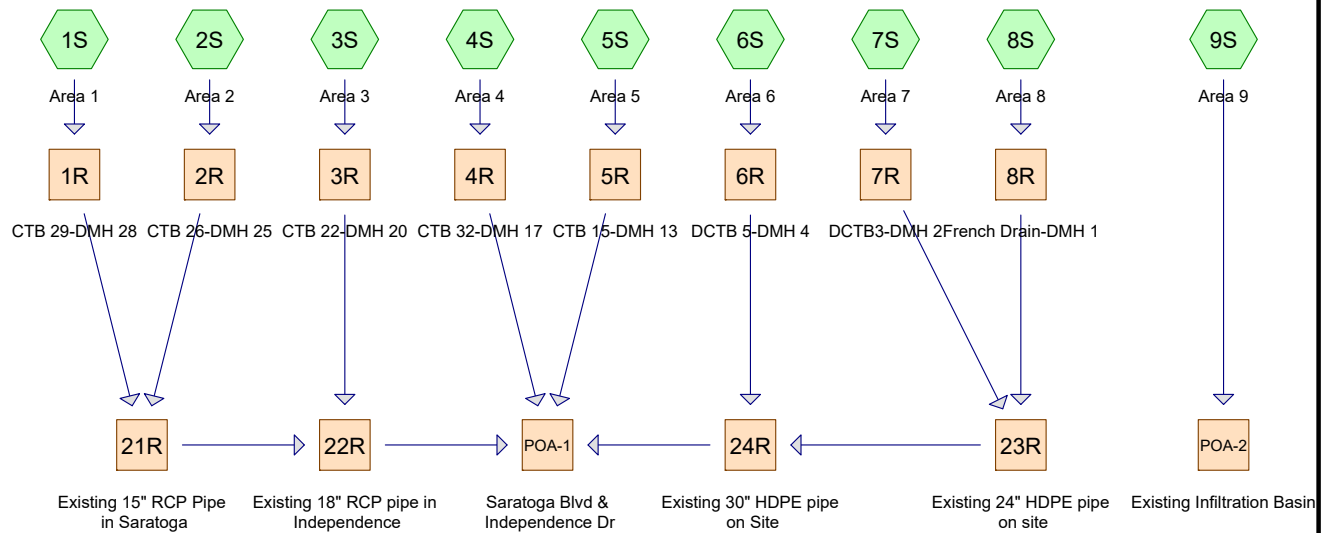 1S 2S 3S 4S 5S 6S 7S 8S 9S
Area 1 Area 2 Area 3 Area 4 Area 5 Area 6 Area 7 Area 8 Area 9
1R 2R 3R 4R 5R 6R 7R 8R
CTB 29-DMH 28 CTB 26-DMH 25 CTB 22-DMH 20 CTB 32-DMH 17 CTB 15-DMH 13 DCTB 5-DMH 4 DCTB3-DMH 2 French Drain-DMH 1
21R 22R POA-1 24R 23R POA-2
Existing 15" RCP Pipe Existing 18" RCP pipe in Saratoga Blvd & Existing 30" HDPE pipe Existing 24" HDPE pipe Existing Infiltration Basin
in Saratoga Independence Independence Dr on Site on site